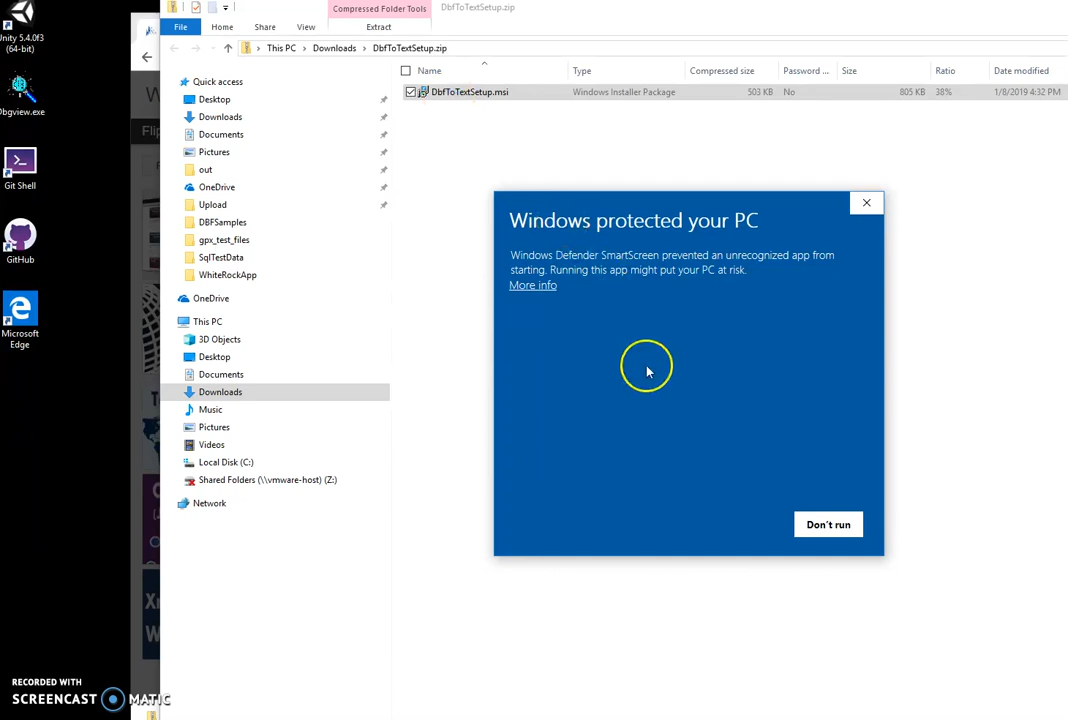 Compressed Folder Tools
DbfToTextSetup.zip
File
Home
Share
View
Extract
This PC
Downloads
DbfToTextSetup.zip
Name
Type
Compressed size
Password ...
Size
Ratio
Date modified
DbfToTextSetup.msi
Windows Installer Package
503 KB
No
805 KB
38%
1/8/2019 4:32 PM
Unity 5.4.0f3
(64-bit)
Dbgview.exe
Git Shell
GitHub
Microsoft
Edge
Quick access
Desktop
Downloads
Documents
Pictures
out
OneDrive
Upload
DBFSamples
gpx_test_files
SqlTestData
WhiteRockApp
OneDrive
This PC
3D Objects
Desktop
Documents
Downloads
Music
Pictures
Videos
Local Disk (C:)
Shared Folders (\\vmware-host) (Z:)
Network
Windows protected your PC
Windows Defender SmartScreen prevented an unrecognized app from
starting. Running this app might put your PC at risk.
More info
Don't run
RECORDED WITH
SCREENCAST MATIC